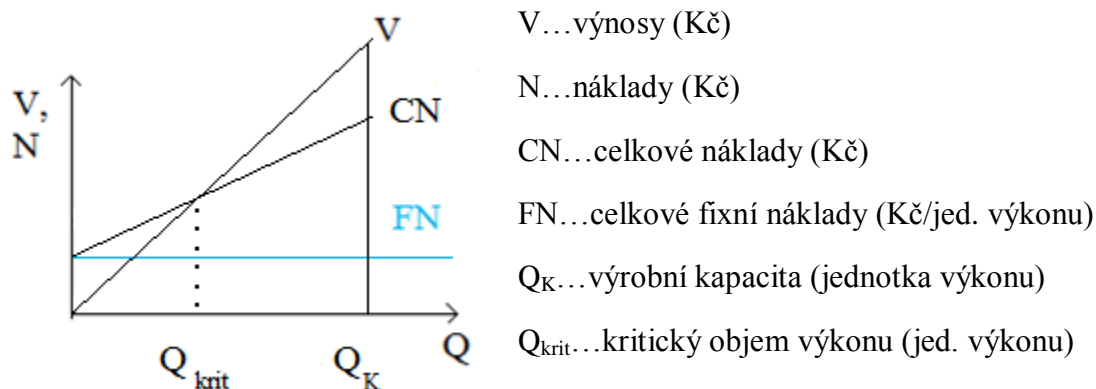 V
V,
N
CN
FN
Q krit
Q K
Q
V…výnosy (Kč)
N…náklady (Kč)
CN…celkové náklady (Kč)
FN…celkové fixní náklady (Kč/jed. výkonu)
QK…výrobní kapacita (jednotka výkonu)
Qkrit…kritický objem výkonu (jed. výkonu)